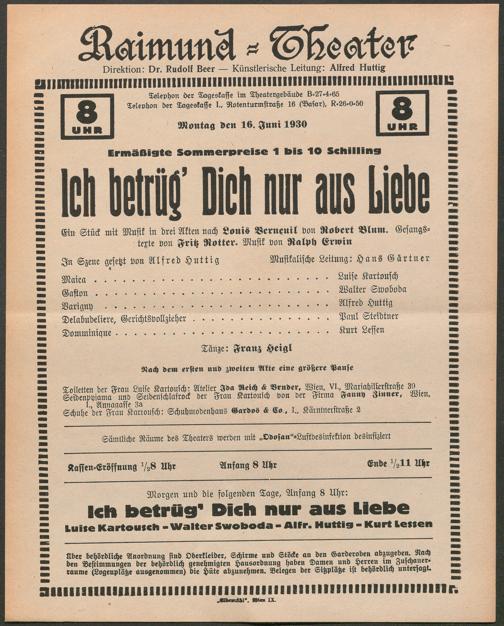 Raimund-Theater
Direktion: Dr. Rudolf Beer — Künstlerische Leitung: Alfred Huttig
8 UHR
Telephon der Tageskasse im Theatergebäude B-27-4-65
Telephon der Tageskasse I., Rotenturmstraße 16 (Basar), R-26-0-50
8 UHR
Montag den 16. Juni 1930
Ermäßigte Sommerpreise 1 bis 10 Schilling
Ich betrüg' Dich nur aus Liebe
Ein Stück mit Musik in drei Akten nach Louis Verneuil von Robert Blum. Gesangs-
texte von Fritz Rotter. Musik von Ralph Erwin
In Szene gesetzt von Alfred Huttig Musikalische Leitung: Hans Gärtner
Maica . . . . . . . . . . Luise Kartousch
Gaston . . . . . . . . . . Walter Swoboda
Varigny . . . . . . . . . . Alfred Huttig
Delabudeliere, Gerichtsvollzieher . . . . . . . . . . Paul Steidtner
Domminique . . . . . . . . . . Kurt Lessen
Tänze: Franz Heigl
Nach dem ersten und zweiten Akte eine größere Pause
Toiletten der Frau Luise Kartousch: Atelier Ida Reich & Bruder, Wien, VI, Mariahilferstraße 39
Seidenpyjama und Seidenschlafrock der Frau Kartousch von der Firma Fanny Zinner, Wien,
I., Annagasse 3a
Schuhe der Frau Kartousch: Schuhmodenhaus Gardos & Co., I., Kärntnerstraße 2
Sämtliche Räume des Theaters werden mit „Ozosan“-Luftdesinfektion desinfiziert
Kassen-Eröffnung 1/2 8 Uhr Anfang 8 Uhr Ende 1/2 11 Uhr
Morgen und die folgenden Tage, Anfang 8 Uhr:
Ich betrüg' Dich nur aus Liebe
Luise Kartousch – Walter Swoboda – Alfr. Huttig – Kurt Lessen
Über behördliche Anordnung sind Oberkleider, Schirme und Stöcke an den Garderoben abzugeben. Nach
den Bestimmungen der behördlich genehmigten Hausordnung haben Damen und Herren im Zuschauer-
raume (Logenplätze ausgenommen) die Hüte abzunehmen. Belegen der Sitzplätze ist behördlich untersagt.
„Elbemühl“, Wien IX.